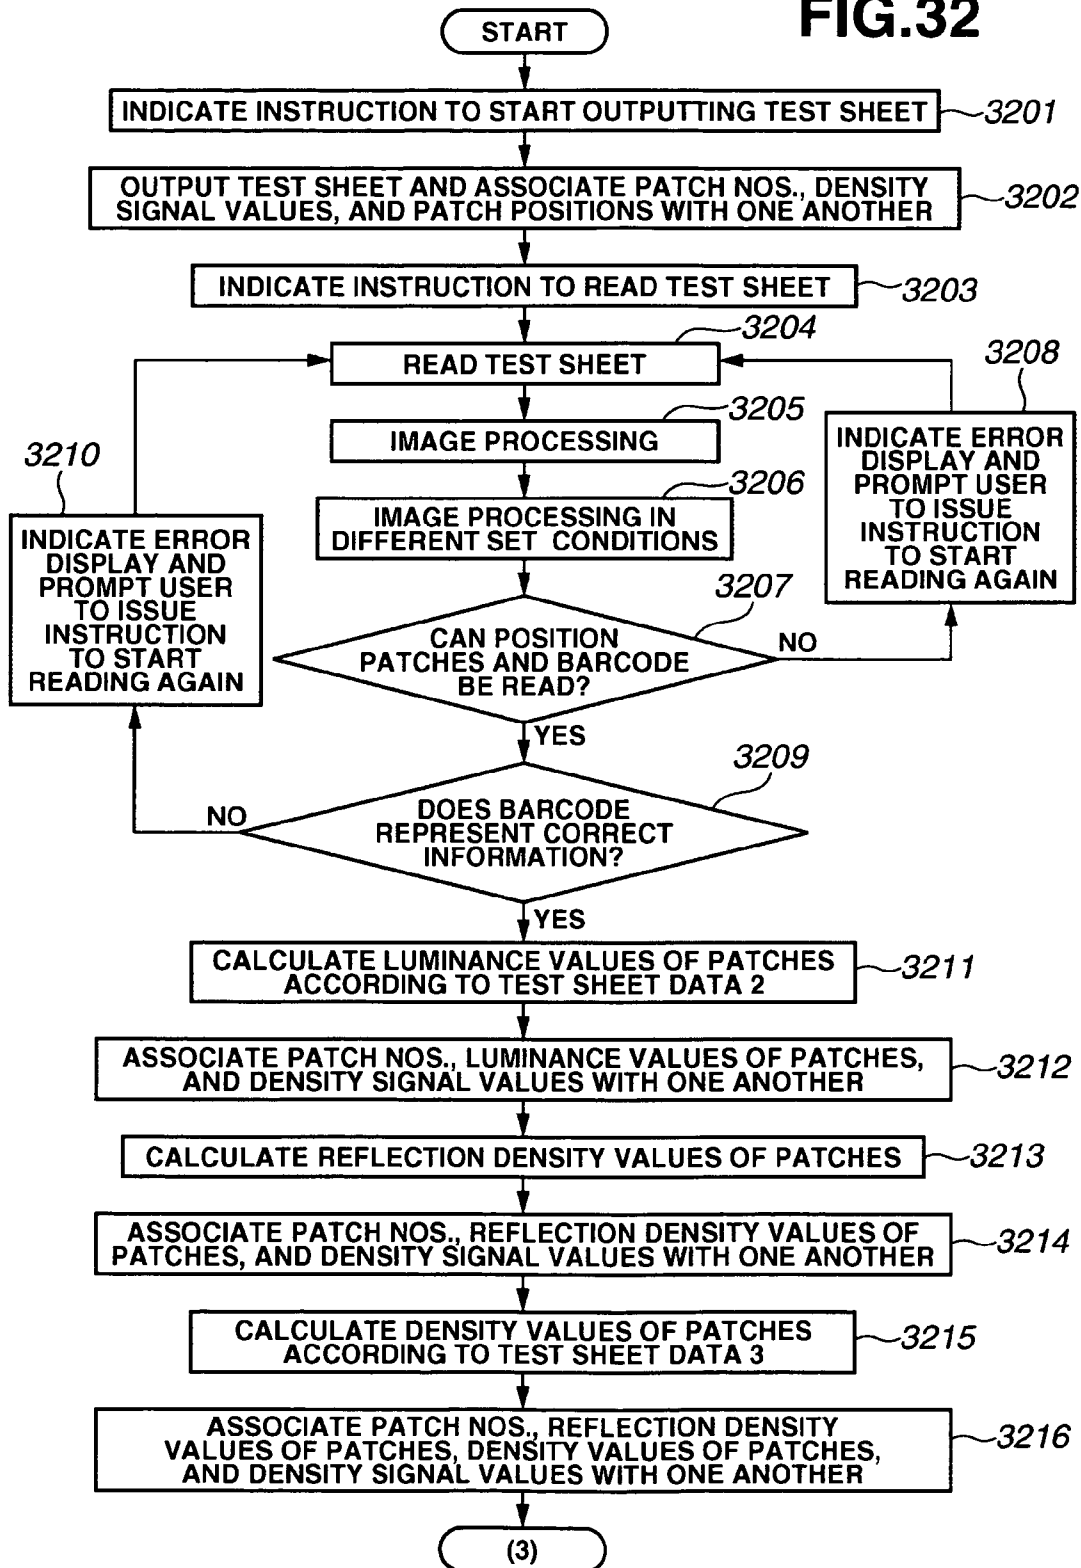 FIG.32
START
INDICATE INSTRUCTION TO START OUTPUTTING TEST SHEET
3201
OUTPUT TEST SHEET AND ASSOCIATE PATCH NOS., DENSITY
SIGNAL VALUES, AND PATCH POSITIONS WITH ONE ANOTHER
3202
INDICATE INSTRUCTION TO READ TEST SHEET
3203
3204
READ TEST SHEET
3205
IMAGE PROCESSING
3206
IMAGE PROCESSING IN
DIFFERENT SET CONDITIONS
3207
CAN POSITION
PATCHES AND BARCODE
BE READ?
NO
3208
INDICATE ERROR
DISPLAY AND
PROMPT USER
TO ISSUE
INSTRUCTION
TO START
READING AGAIN
YES
3209
DOES BARCODE
REPRESENT CORRECT
INFORMATION?
NO
3210
INDICATE ERROR
DISPLAY AND
PROMPT USER
TO ISSUE
INSTRUCTION
TO START
READING AGAIN
YES
CALCULATE LUMINANCE VALUES OF PATCHES
ACCORDING TO TEST SHEET DATA 2
3211
ASSOCIATE PATCH NOS., LUMINANCE VALUES OF PATCHES,
AND DENSITY SIGNAL VALUES WITH ONE ANOTHER
3212
CALCULATE REFLECTION DENSITY VALUES OF PATCHES
3213
ASSOCIATE PATCH NOS., REFLECTION DENSITY VALUES OF
PATCHES, AND DENSITY SIGNAL VALUES WITH ONE ANOTHER
3214
CALCULATE DENSITY VALUES OF PATCHES
ACCORDING TO TEST SHEET DATA 3
3215
ASSOCIATE PATCH NOS., REFLECTION DENSITY
VALUES OF PATCHES, DENSITY VALUES OF PATCHES,
AND DENSITY SIGNAL VALUES WITH ONE ANOTHER
3216
(3)